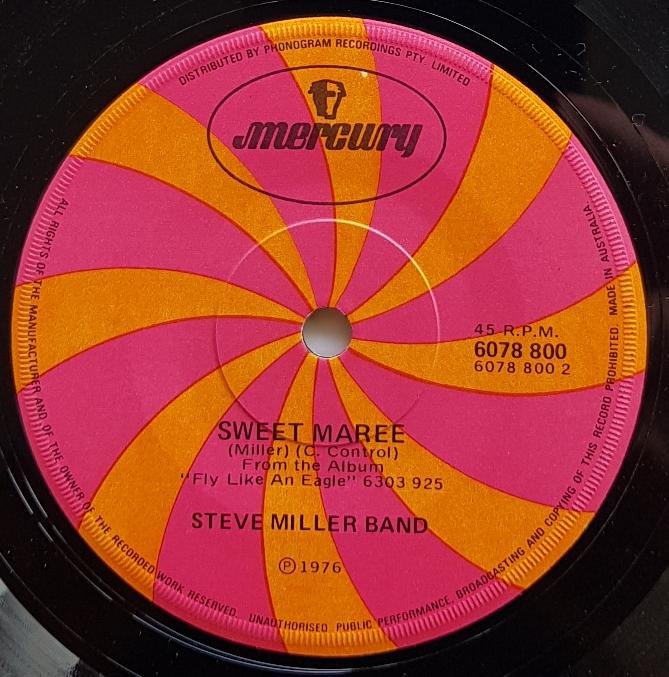 DISTRIBUTED BY PHONOGRAM RECORDINGS PTY. LIMITED
mercury
45 R.P.M.
6078 800
6078 800 2
SWEET MAREE
(Miller) (C. Control)
From the Album
"Fly Like An Eagle" 6303 925
STEVE MILLER BAND
Ⓟ 1976
ALL RIGHTS OF THE MANUFACTURER AND OF THE OWNER OF THE RECORDED WORK RESERVED. UNAUTHORISED PUBLIC PERFORMANCE, BROADCASTING AND COPYING OF THIS RECORD PROHIBITED. MADE IN AUSTRALIA